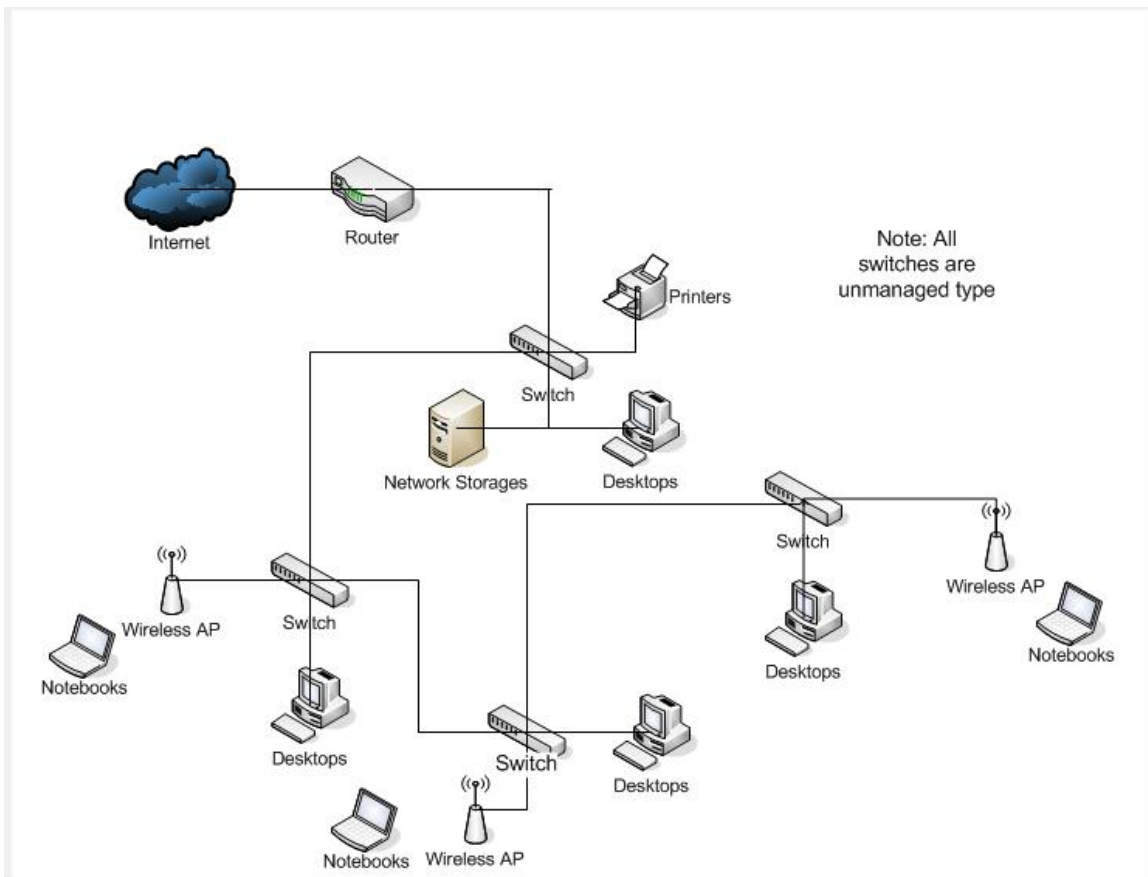 Internet
Router
Note: All
switches are
unmanaged type
Printers
Switch
Network Storages
Desktops
Switch
Wireless AP
Notebooks
Desktops
Wireless AP
Switch
Notebooks
Desktops
Switch
Desktops
Notebooks
Wireless AP